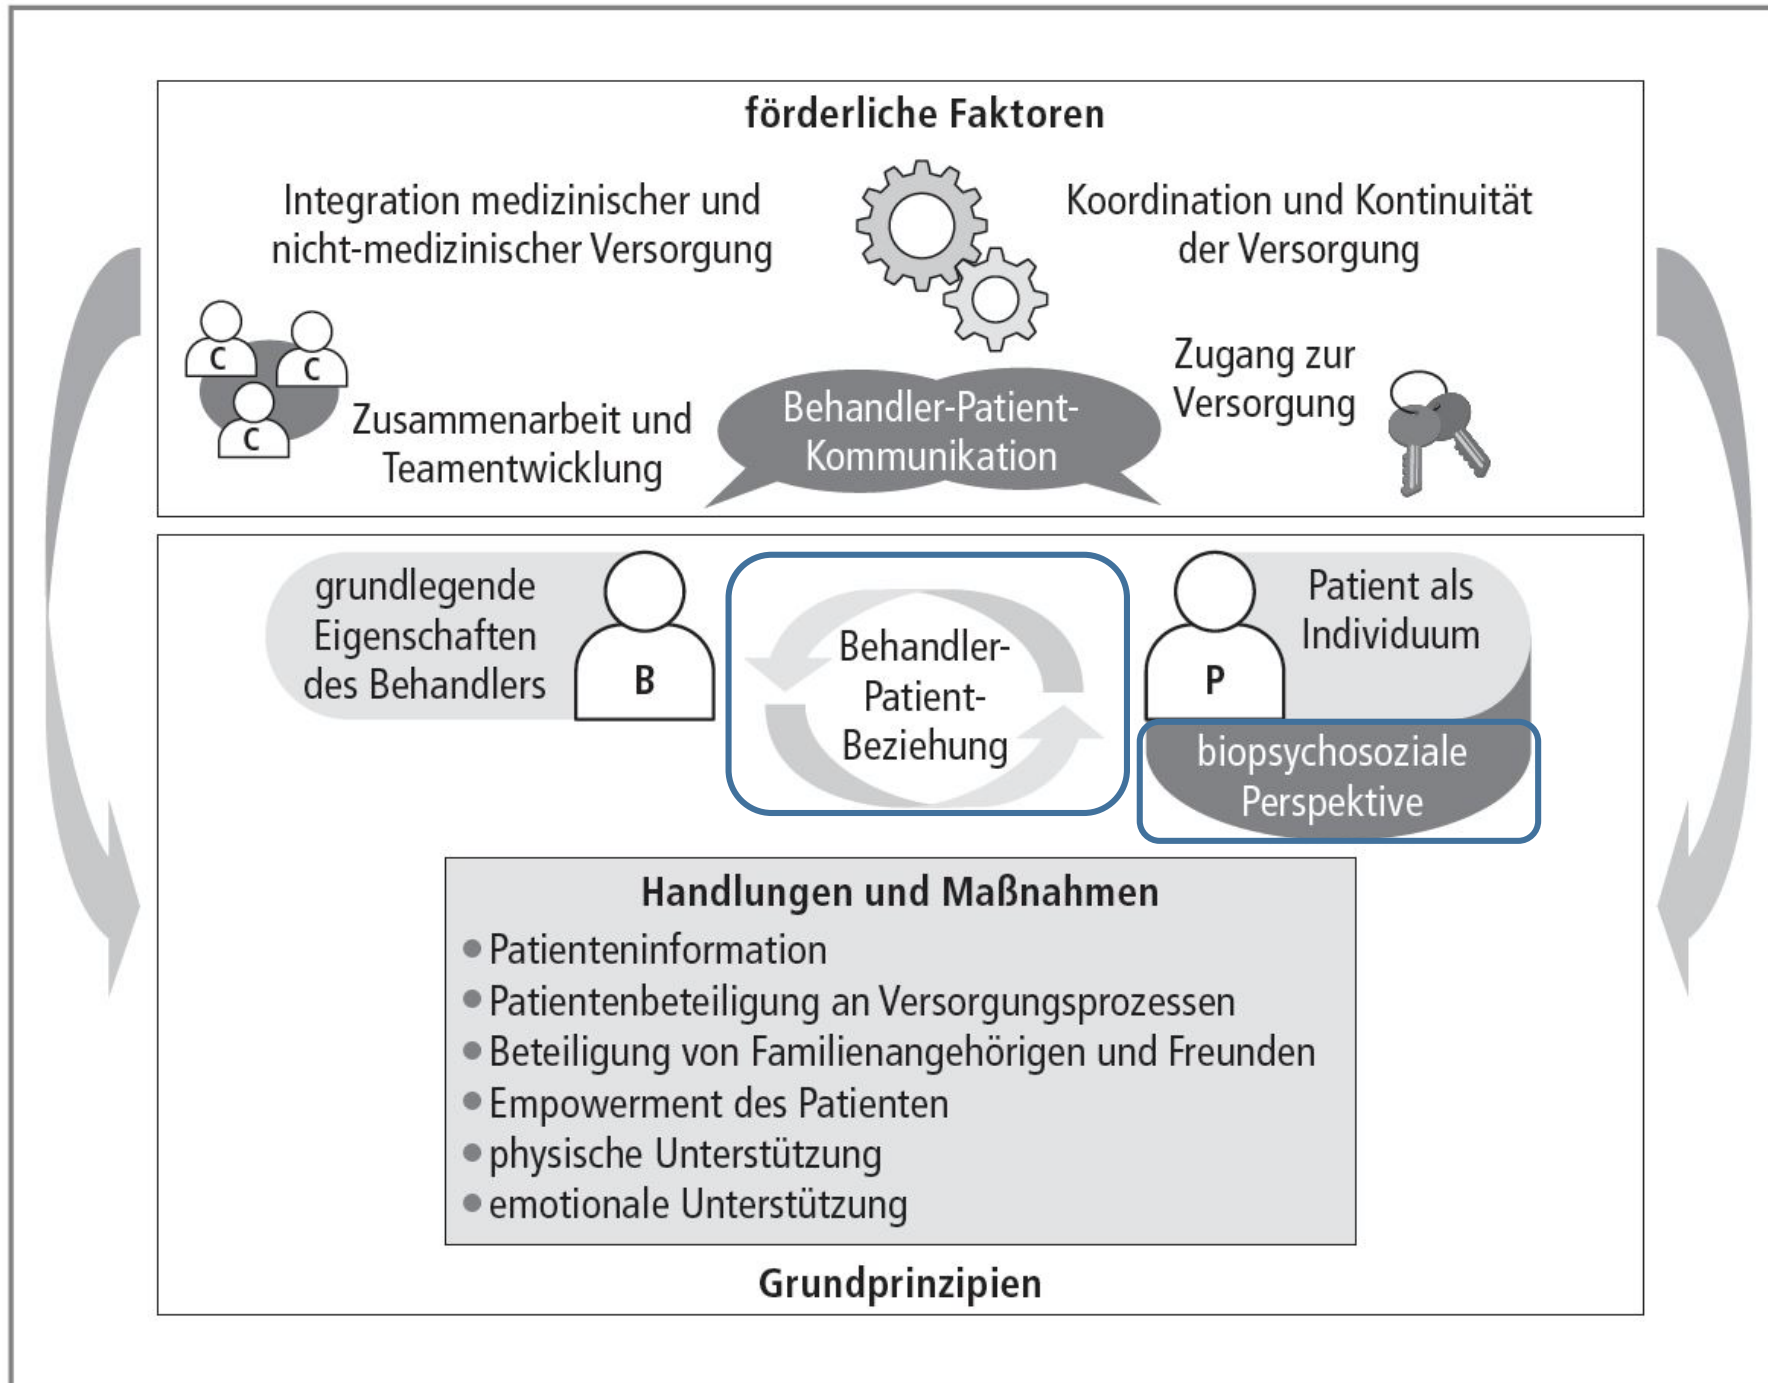 förderliche Faktoren
Integration medizinischer und
nicht-medizinischer Versorgung
Koordination und Kontinuität
der Versorgung
C
C
C
Zusammenarbeit und
Teamentwicklung
Behandler-Patient-
Kommunikation
Zugang zur
Versorgung
grundlegende
Eigenschaften
des Behandlers
B
Behandler-
Patient-
Beziehung
P
Patient als
Individuum
biopsychosoziale
Perspektive
Handlungen und Maßnahmen
• Patienteninformation
• Patientenbeteiligung an Versorgungsprozessen
• Beteiligung von Familienangehörigen und Freunden
• Empowerment des Patienten
• physische Unterstützung
• emotionale Unterstützung
Grundprinzipien